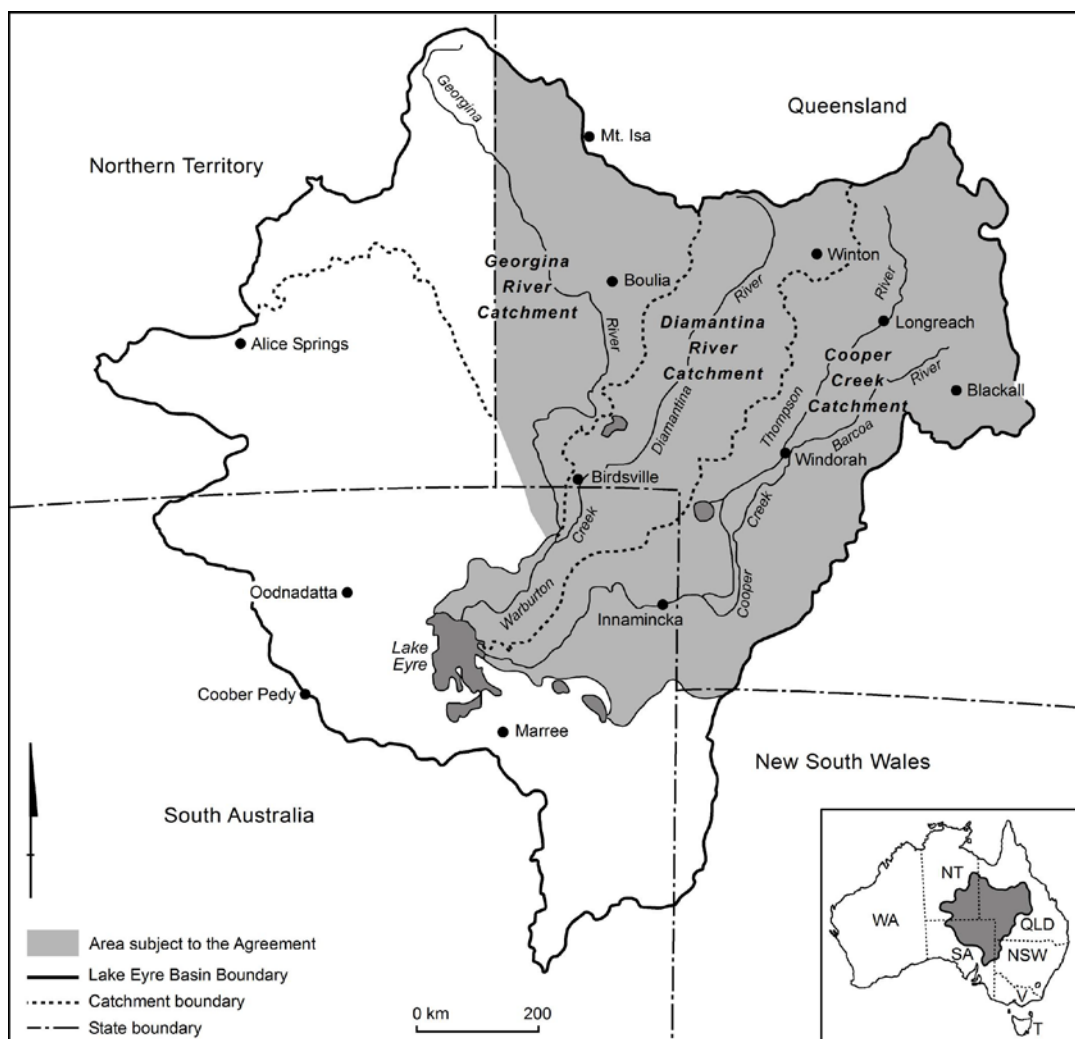 Georgina
Queensland
Mt. Isa
Northern Territory
Georgina
River
Catchment
Boulia
Winton
River
River
Diamantina
River
Catchment
Longreach
Alice Springs
River
Cooper
Creek
Catchment
River
Blackall
Thompson
Barcoa
Diamantina
Windorah
Birdsville
Creek
Creek
Oodnadatta
Warburton
Innamincka
Cooper
Lake
Eyre
Coober Pedy
Marree
New South Wales
South Australia
Area subject to the Agreement
Lake Eyre Basin Boundary
Catchment boundary
State boundary
0 km 200
NT
WA
QLD
SA
NSW
V
T